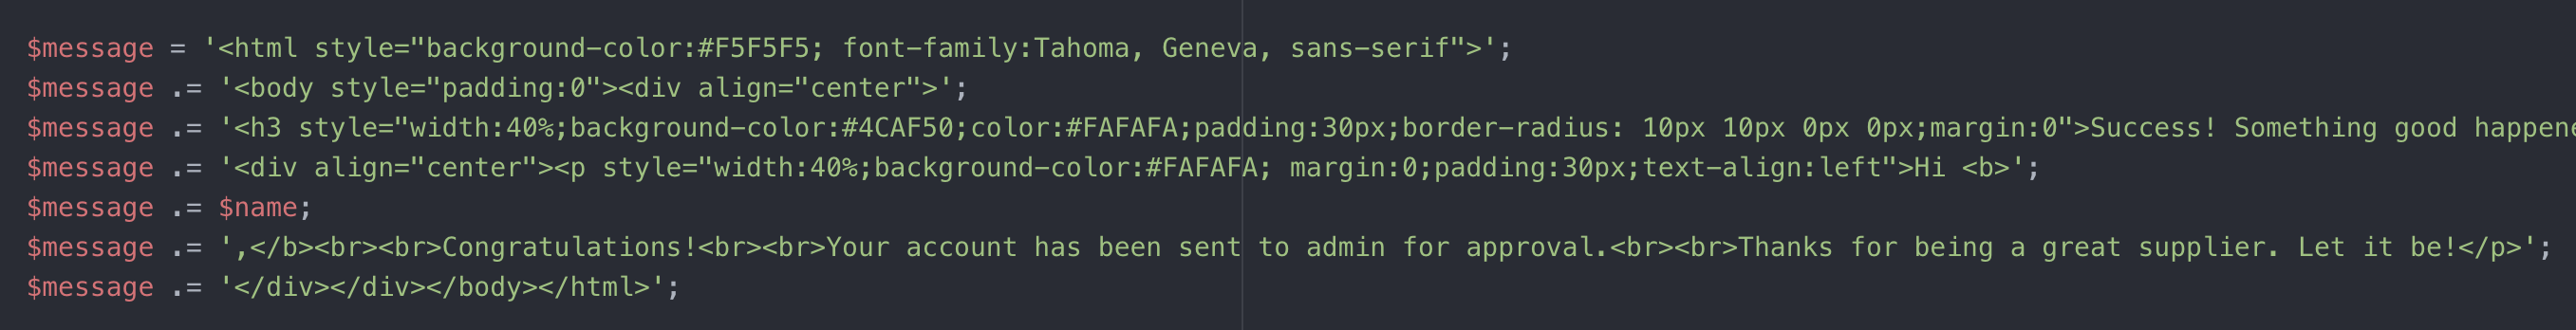 $message = '<html style="background-color:#F5F5F5; font-family:Tahoma, Geneva, sans-serif">';
$message .= '<body style="padding:0"><div align="center">';
$message .= '<h3 style="width:40%;background-color:#4CAF50;color:#FAFAFA;padding:30px;border-radius: 10px 10px 0px 0px;margin:0">Success! Something good happene
$message .= '<div align="center"><p style="width:40%;background-color:#FAFAFA; margin:0;padding:30px;text-align:left">Hi <b>';
$message .= $name;
$message .= ',</b><br><br>Congratulations!<br><br>Your account has been sent to admin for approval.<br><br>Thanks for being a great supplier. Let it be!</p>';
$message .= '</div></div></body></html>';